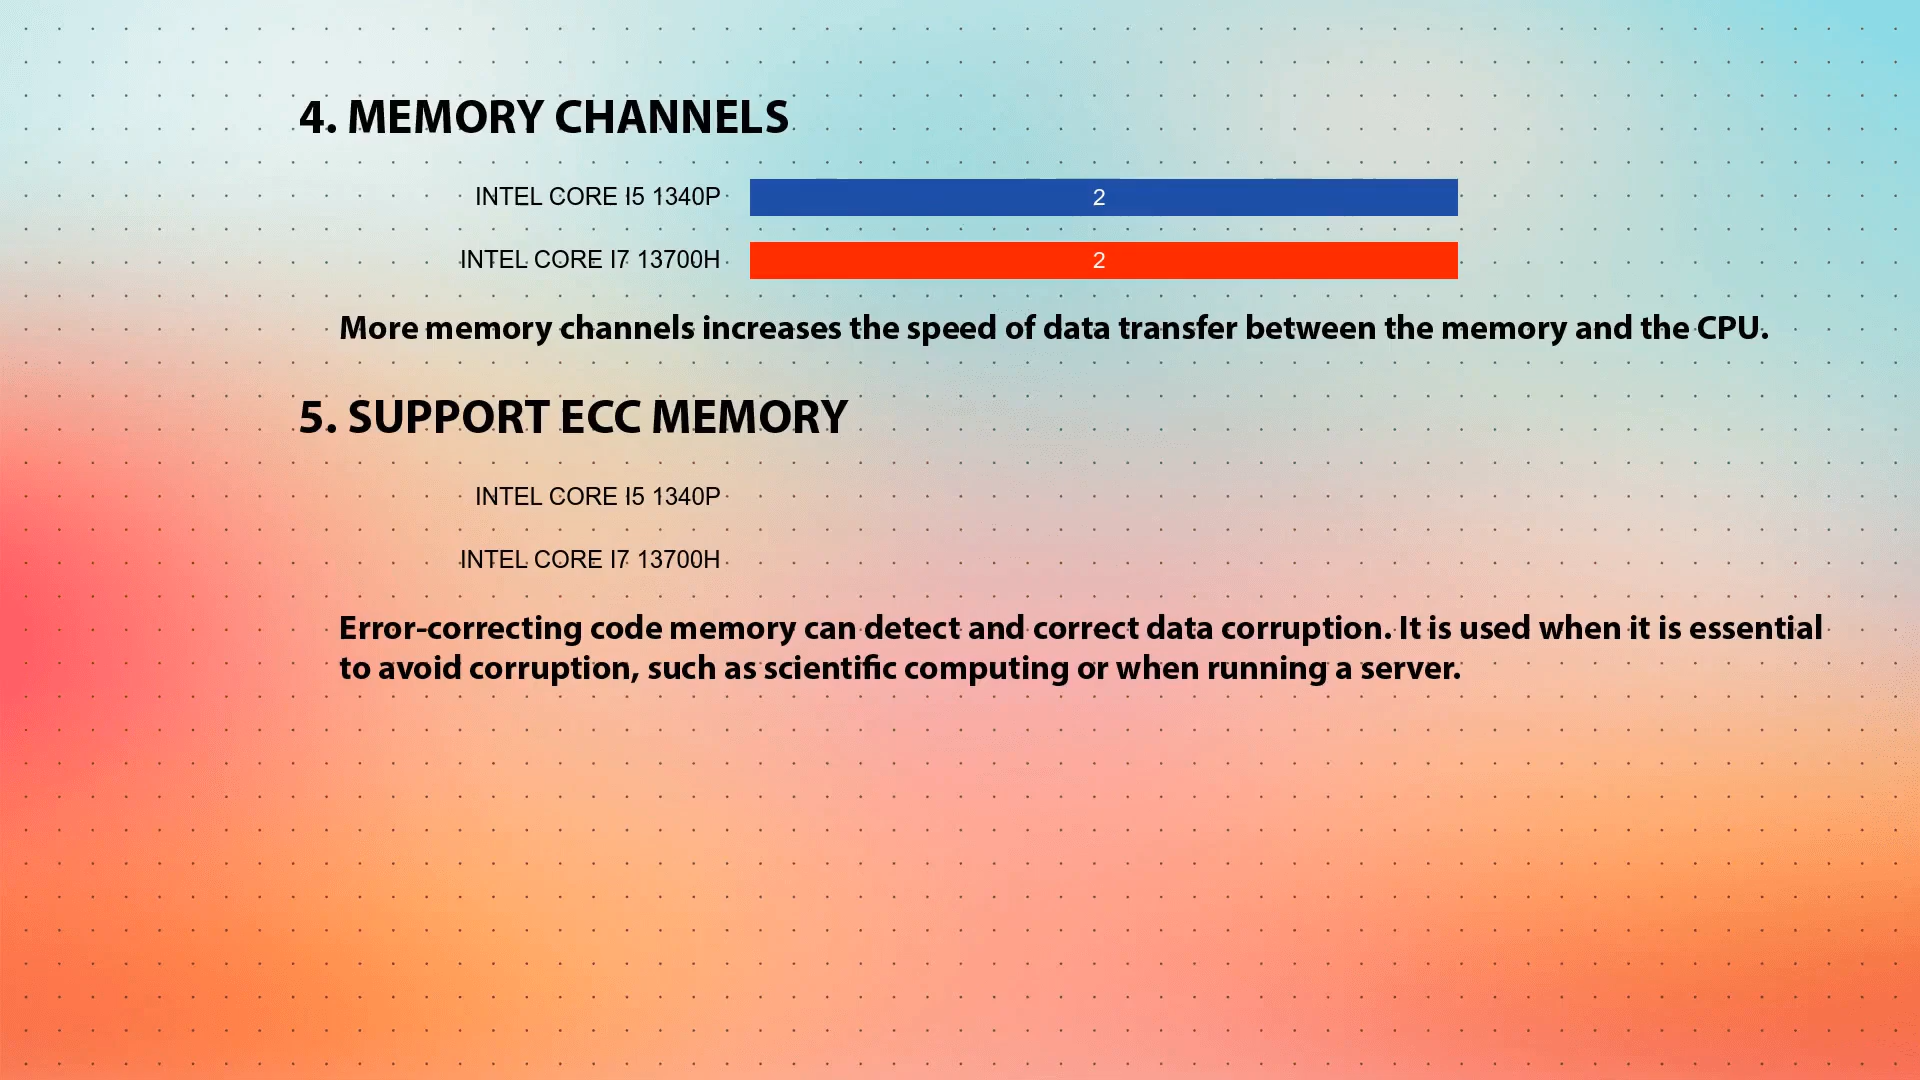 4. MEMORY CHANNELS
INTEL CORE I5 1340P
2
INTEL CORE I7 13700H
2
More memory channels increases the speed of data transfer between the memory and the CPU.
5. SUPPORT ECC MEMORY
INTEL CORE I5 1340P
INTEL CORE I7 13700H
Error-correcting code memory can detect and correct data corruption. It is used when it is essential
to avoid corruption, such as scientific computing or when running a server.